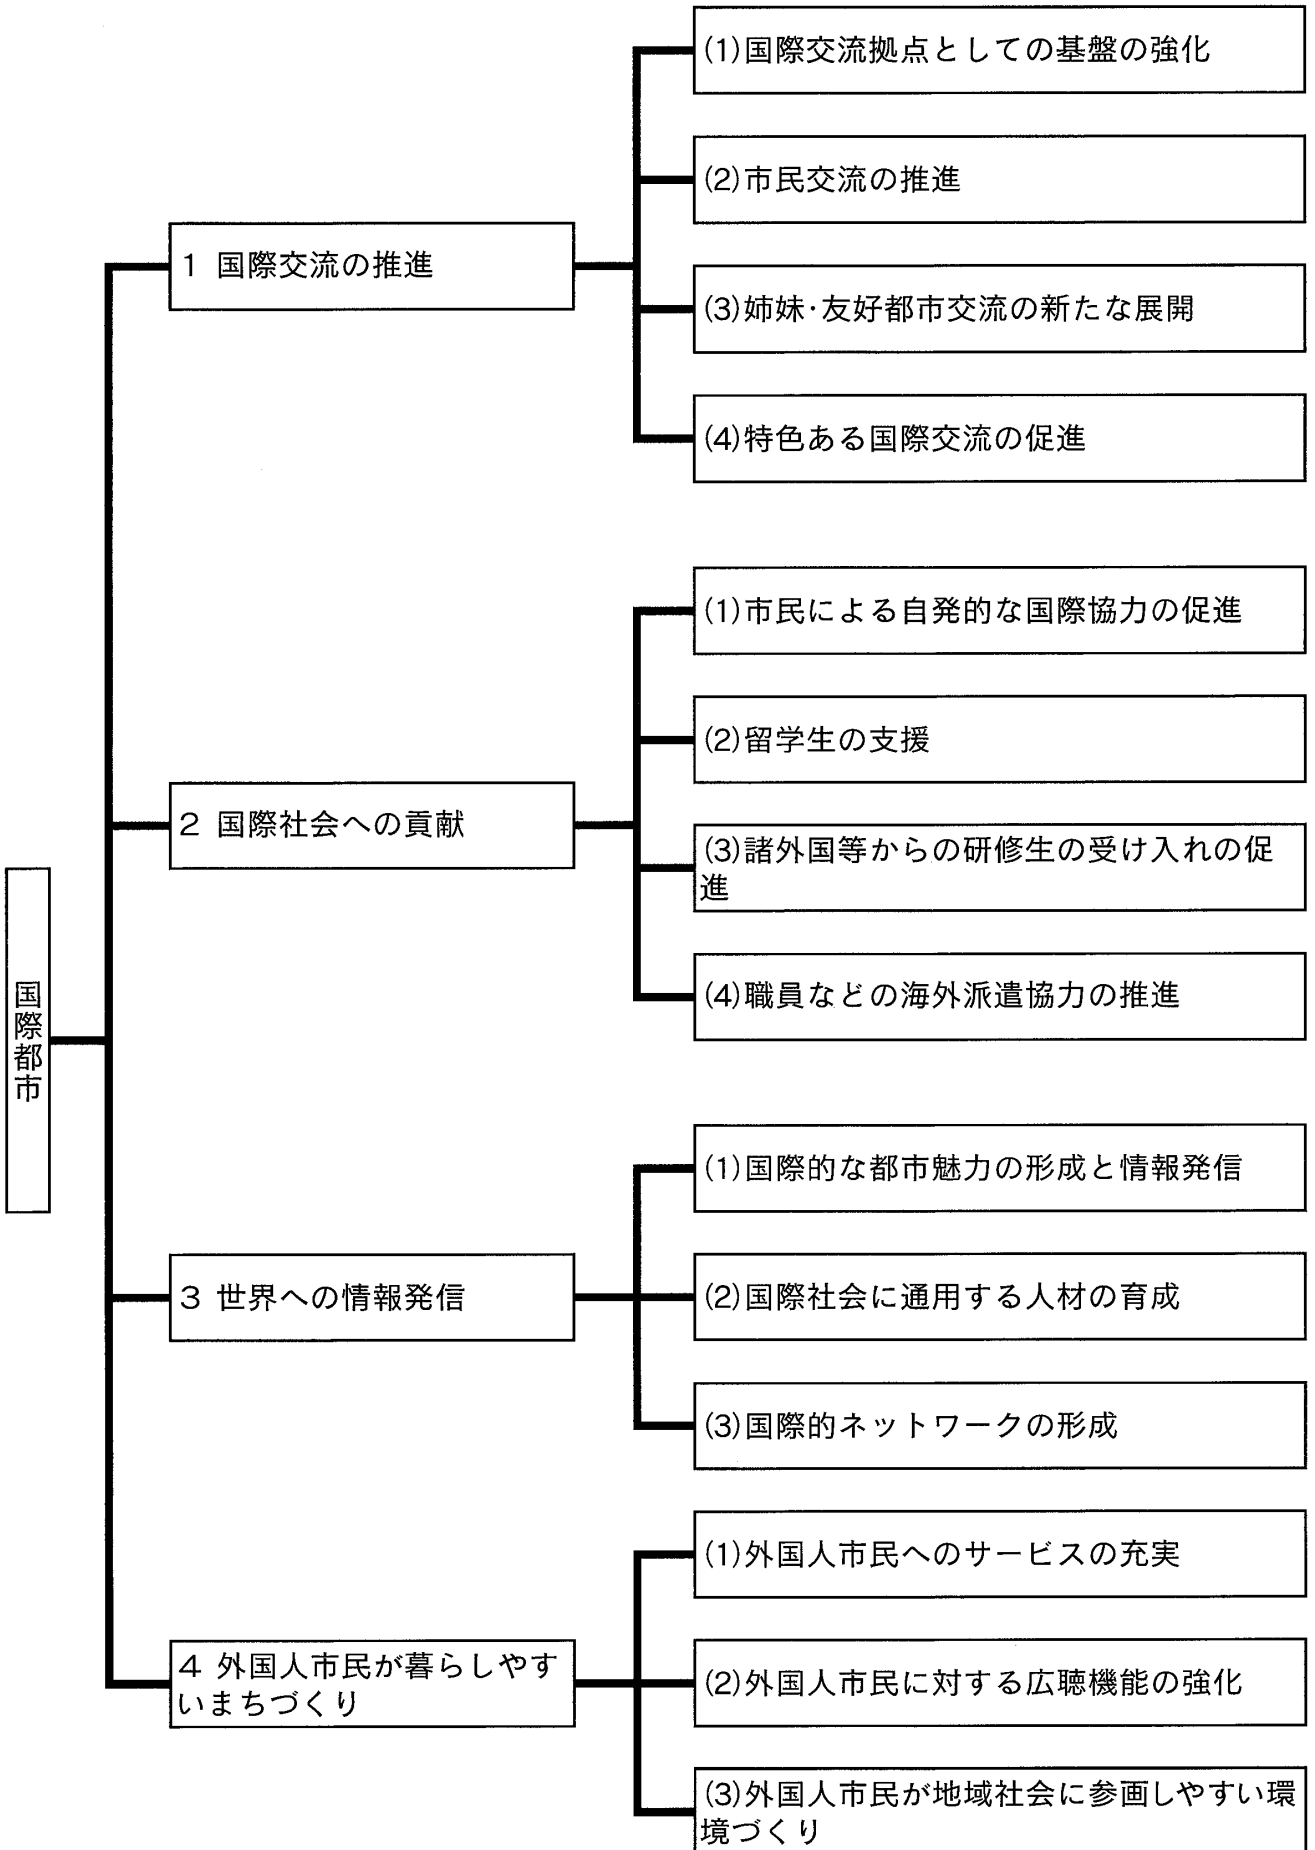 国際都市
1 国際交流の推進
(1)国際交流拠点としての基盤の強化
(2)市民交流の推進
(3)姉妹・友好都市交流の新たな展開
(4)特色ある国際交流の促進
2 国際社会への貢献
(1)市民による自発的な国際協力の促進
(2)留学生の支援
(3)諸外国等からの研修生の受け入れの促
進
(4)職員などの海外派遣協力の推進
3 世界への情報発信
(1)国際的な都市魅力の形成と情報発信
(2)国際社会に通用する人材の育成
(3)国際的ネットワークの形成
4 外国人市民が暮らしやす
いまちづくり
(1)外国人市民へのサービスの充実
(2)外国人市民に対する広聴機能の強化
(3)外国人市民が地域社会に参画しやすい環
境づくり